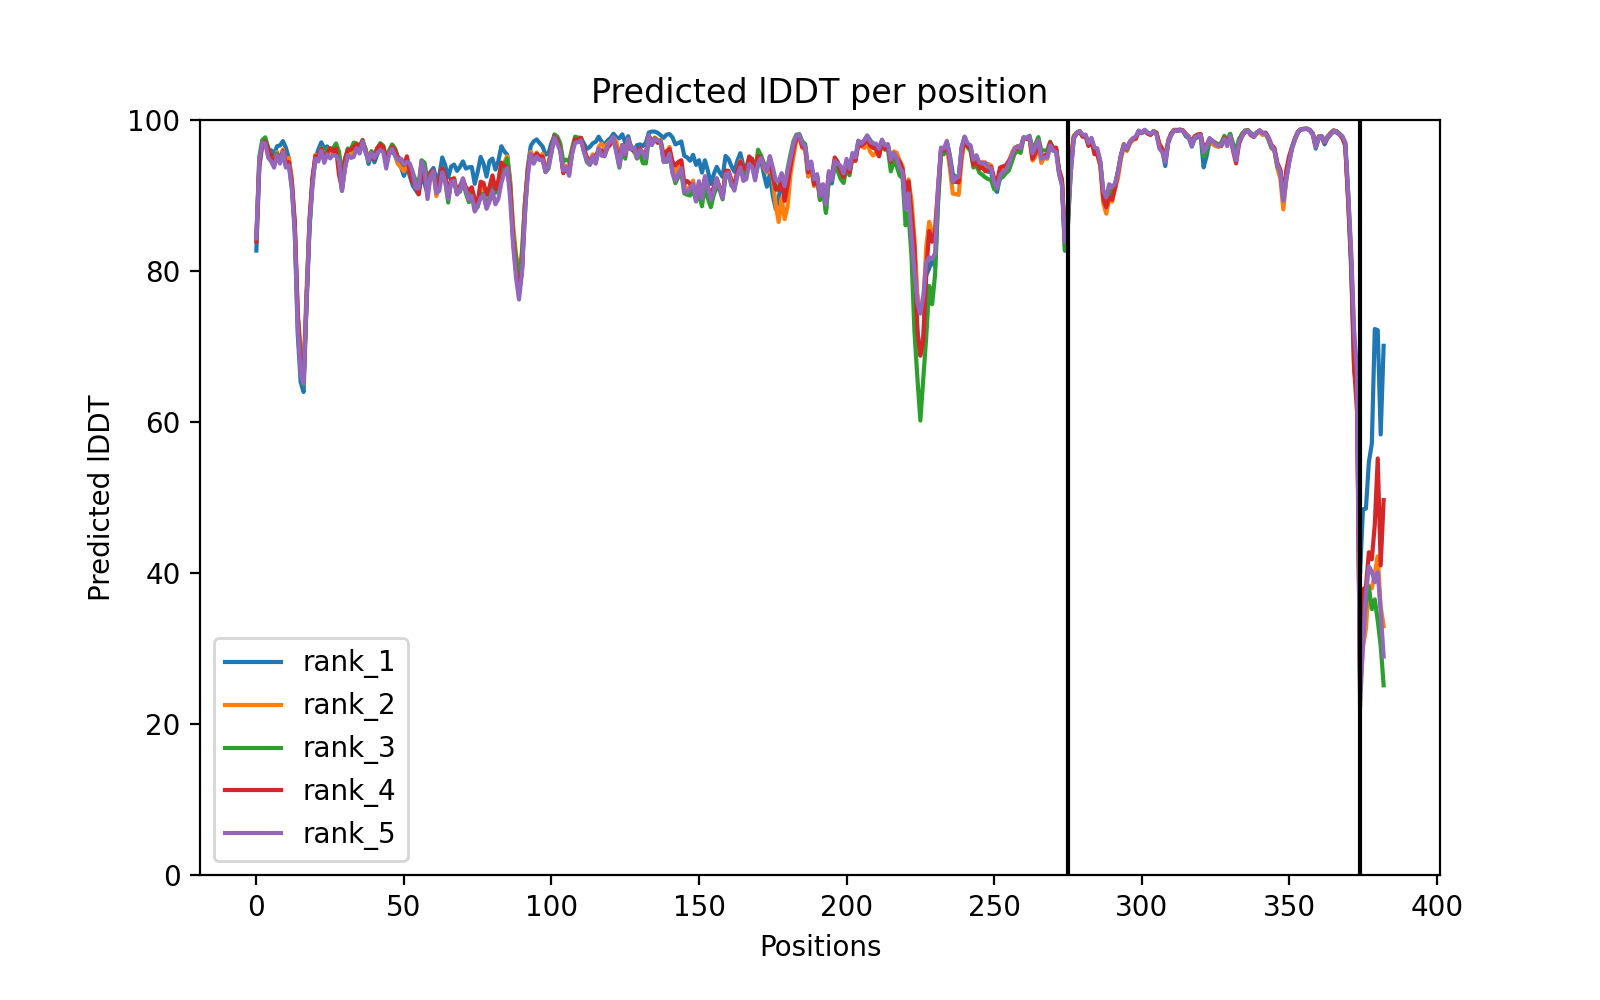 Predicted lDDT per position
100
80
60
40
20
0
Predicted lDDT
rank_1
rank_2
rank_3
rank_4
rank_5
0 50 100 150 200 250 300 350 400
Positions